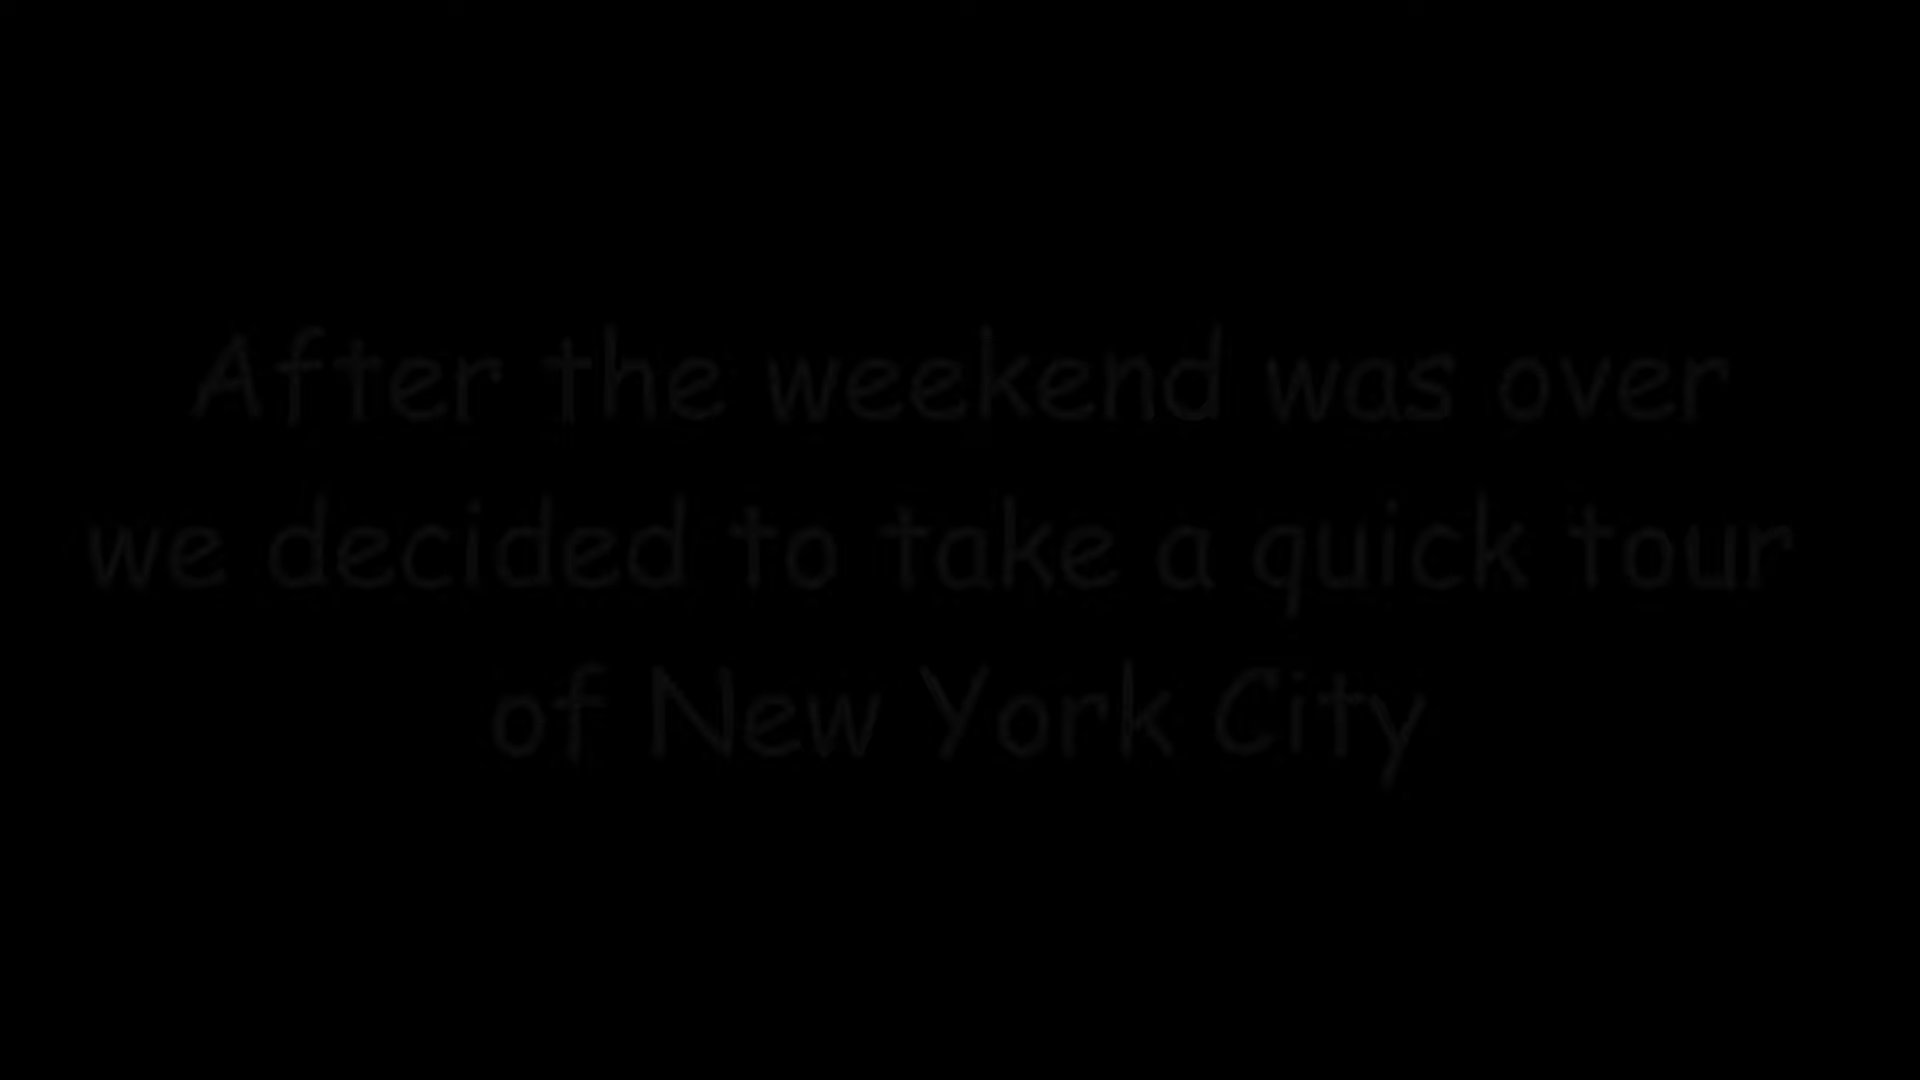 After the weekend was over
we decided to take a quick tour
of New York City